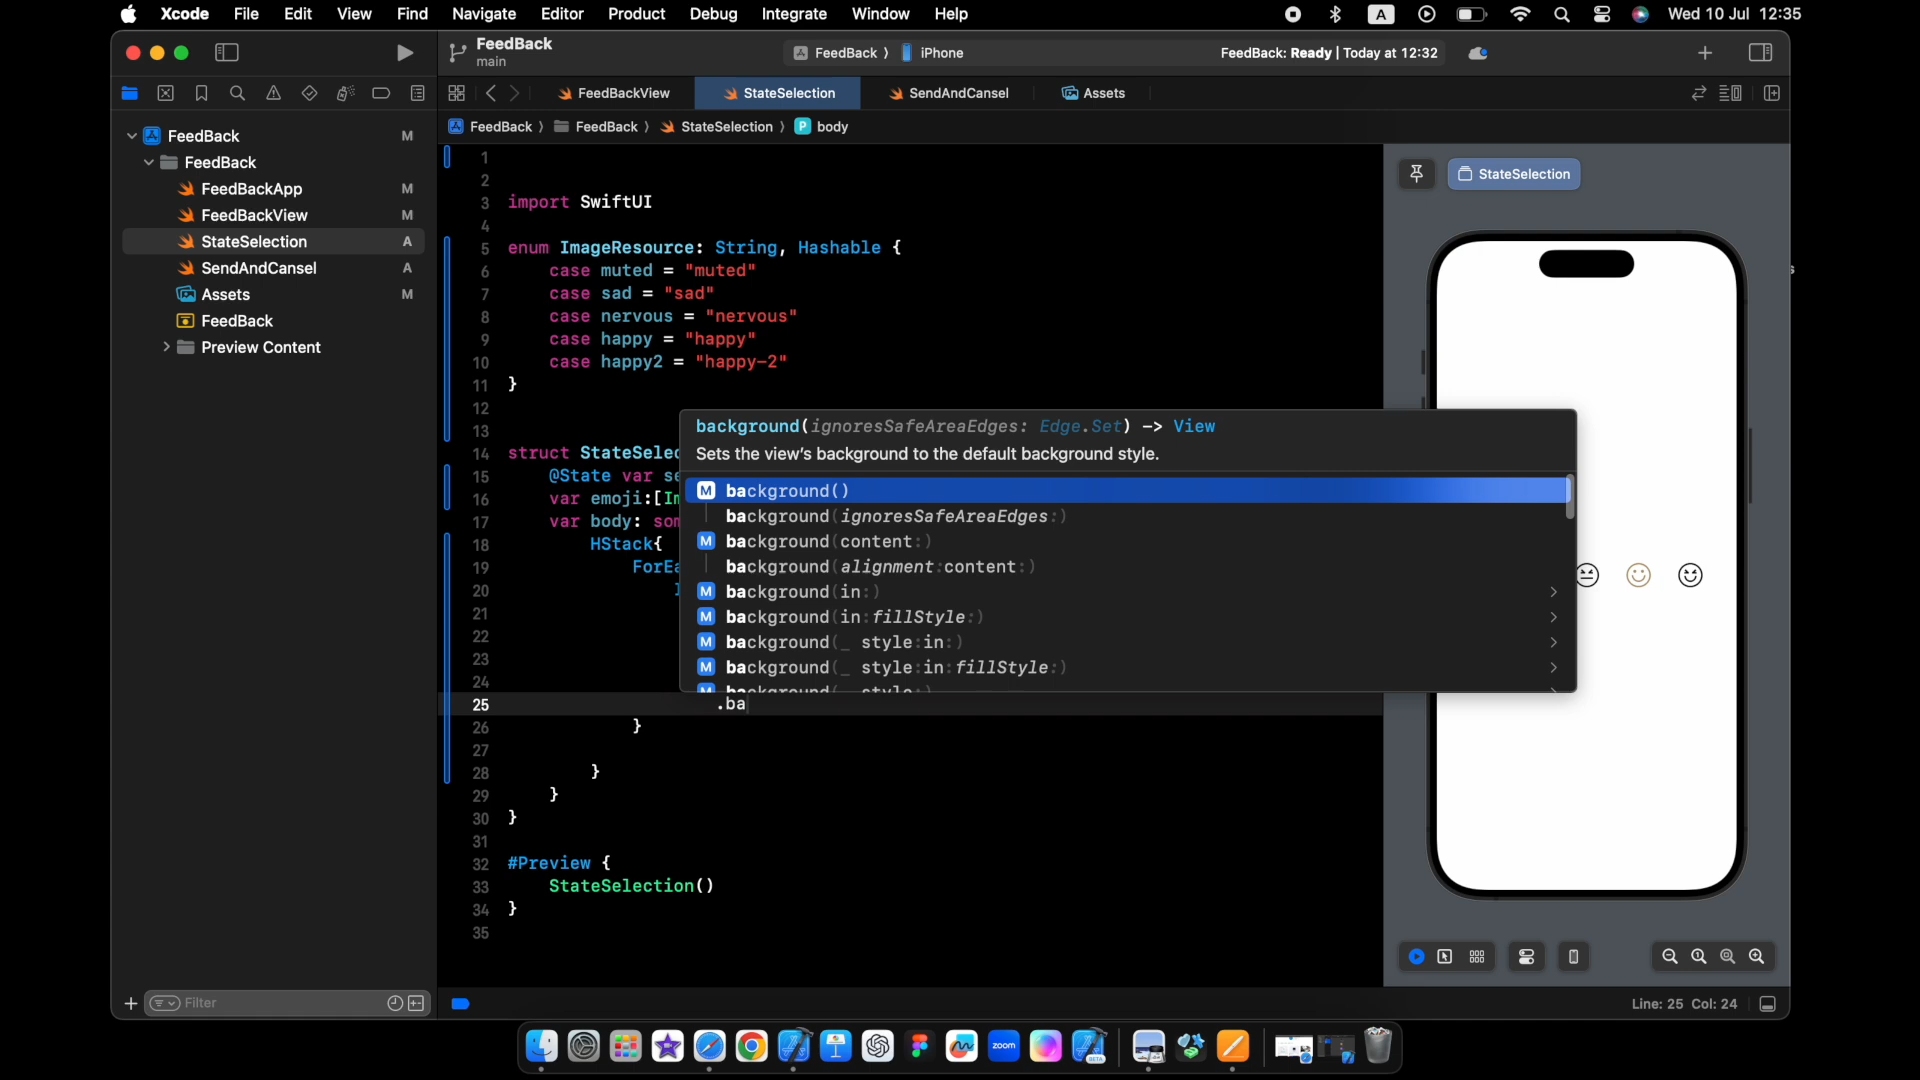 Xcode File Edit View Find Navigate Editor Product Debug Integrate Window Help A Wed 10 Jul 12:35
FeedBack
main
FeedBack iPhone
FeedBack: Ready | Today at 12:32
FeedBackView StateSelection SendAndCansel Assets
FeedBack FeedBack StateSelection P body
FeedBack M
FeedBack
FeedBackApp M
FeedBackView M
StateSelection A
SendAndCansel A
Assets M
FeedBack
Preview Content
Filter
1
2
3 import SwiftUI
4
5 enum ImageResource: String, Hashable {
6 case muted = "muted"
7 case sad = "sad"
8 case nervous = "nervous"
9 case happy = "happy"
10 case happy2 = "happy-2"
11 }
12
13
14 struct StateSelec
15 @State var se
16 var emoji:[Im
17 var body: som
18 HStack{
19 ForEa
20
21
22
23
24
25 .ba
26 }
27
28 }
29 }
30 }
31
32 #Preview {
33 StateSelection()
34 }
35
background(ignoresSafeAreaEdges: Edge.Set) -> View
Sets the view's background to the default background style.
M background()
background(ignoresSafeAreaEdges:)
M background(content:)
background(alignment:content:)
M background(in:)
M background(in:fillStyle:)
M background(_ style:in:)
M background(_ style:in:fillStyle:)
M background(_ style:)
StateSelection
Line: 25 Col: 24
zoom
BETA